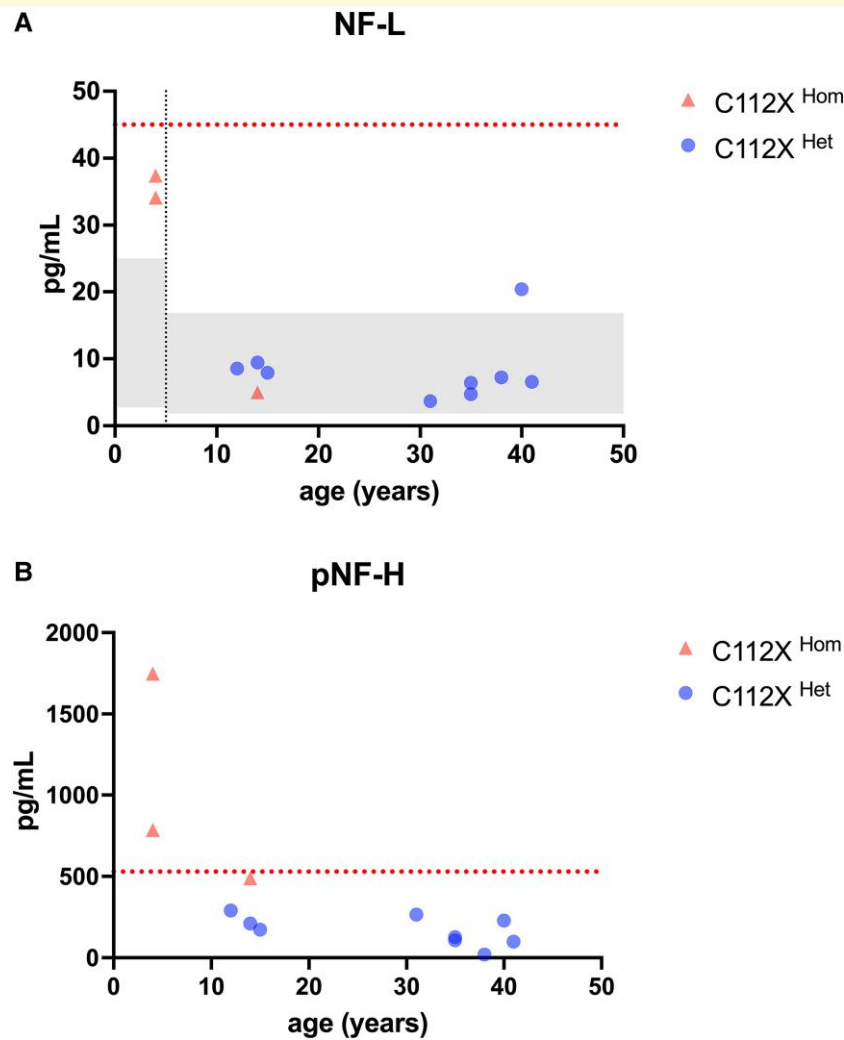 A
NF-L
50
40
30
20
10
0
pg/mL
0 10 20 30 40 50
age (years)
C112X Hom
C112X Het
B
pNF-H
2000
1500
1000
500
0
pg/mL
0 10 20 30 40 50
age (years)
C112X Hom
C112X Het